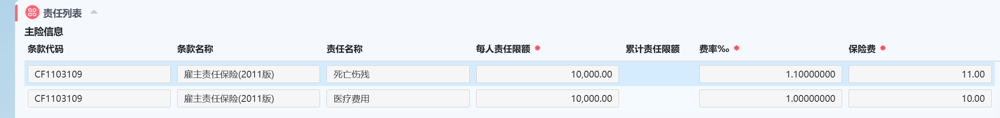 责任列表
主险信息
条款代码 条款名称 责任名称 每人责任限额 * 累计责任限额 费率‰ * 保险费 *
CF1103109 雇主责任保险(2011版) 死亡伤残 10,000.00 1.10000000 11.00
CF1103109 雇主责任保险(2011版) 医疗费用 10,000.00 1.00000000 10.00